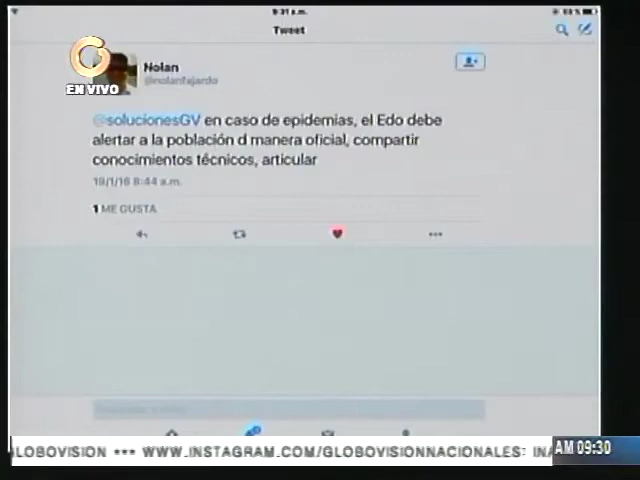 9:31 a.m.
Tweet
EN VIVO
Nolan
@nolanfajardo
@solucionesGV en caso de epidemias, el Edo debe
alertar a la población d manera oficial, compartir
conocimientos técnicos, articular
19/1/16 8:44 a.m.
1 ME GUSTA
GLOBOVISION *** WWW.INSTAGRAM.COM/GLOBOVISIONNACIONALES
AM 09:30